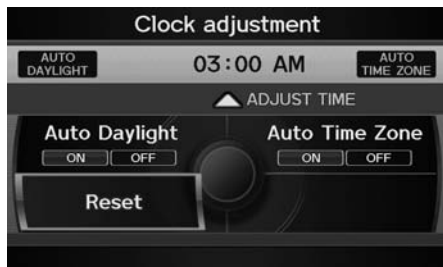 Clock adjustment
AUTO DAYLIGHT
03:00 AM
AUTO TIME ZONE
ADJUST TIME
Auto Daylight
Auto Time Zone
ON OFF
ON OFF
Reset